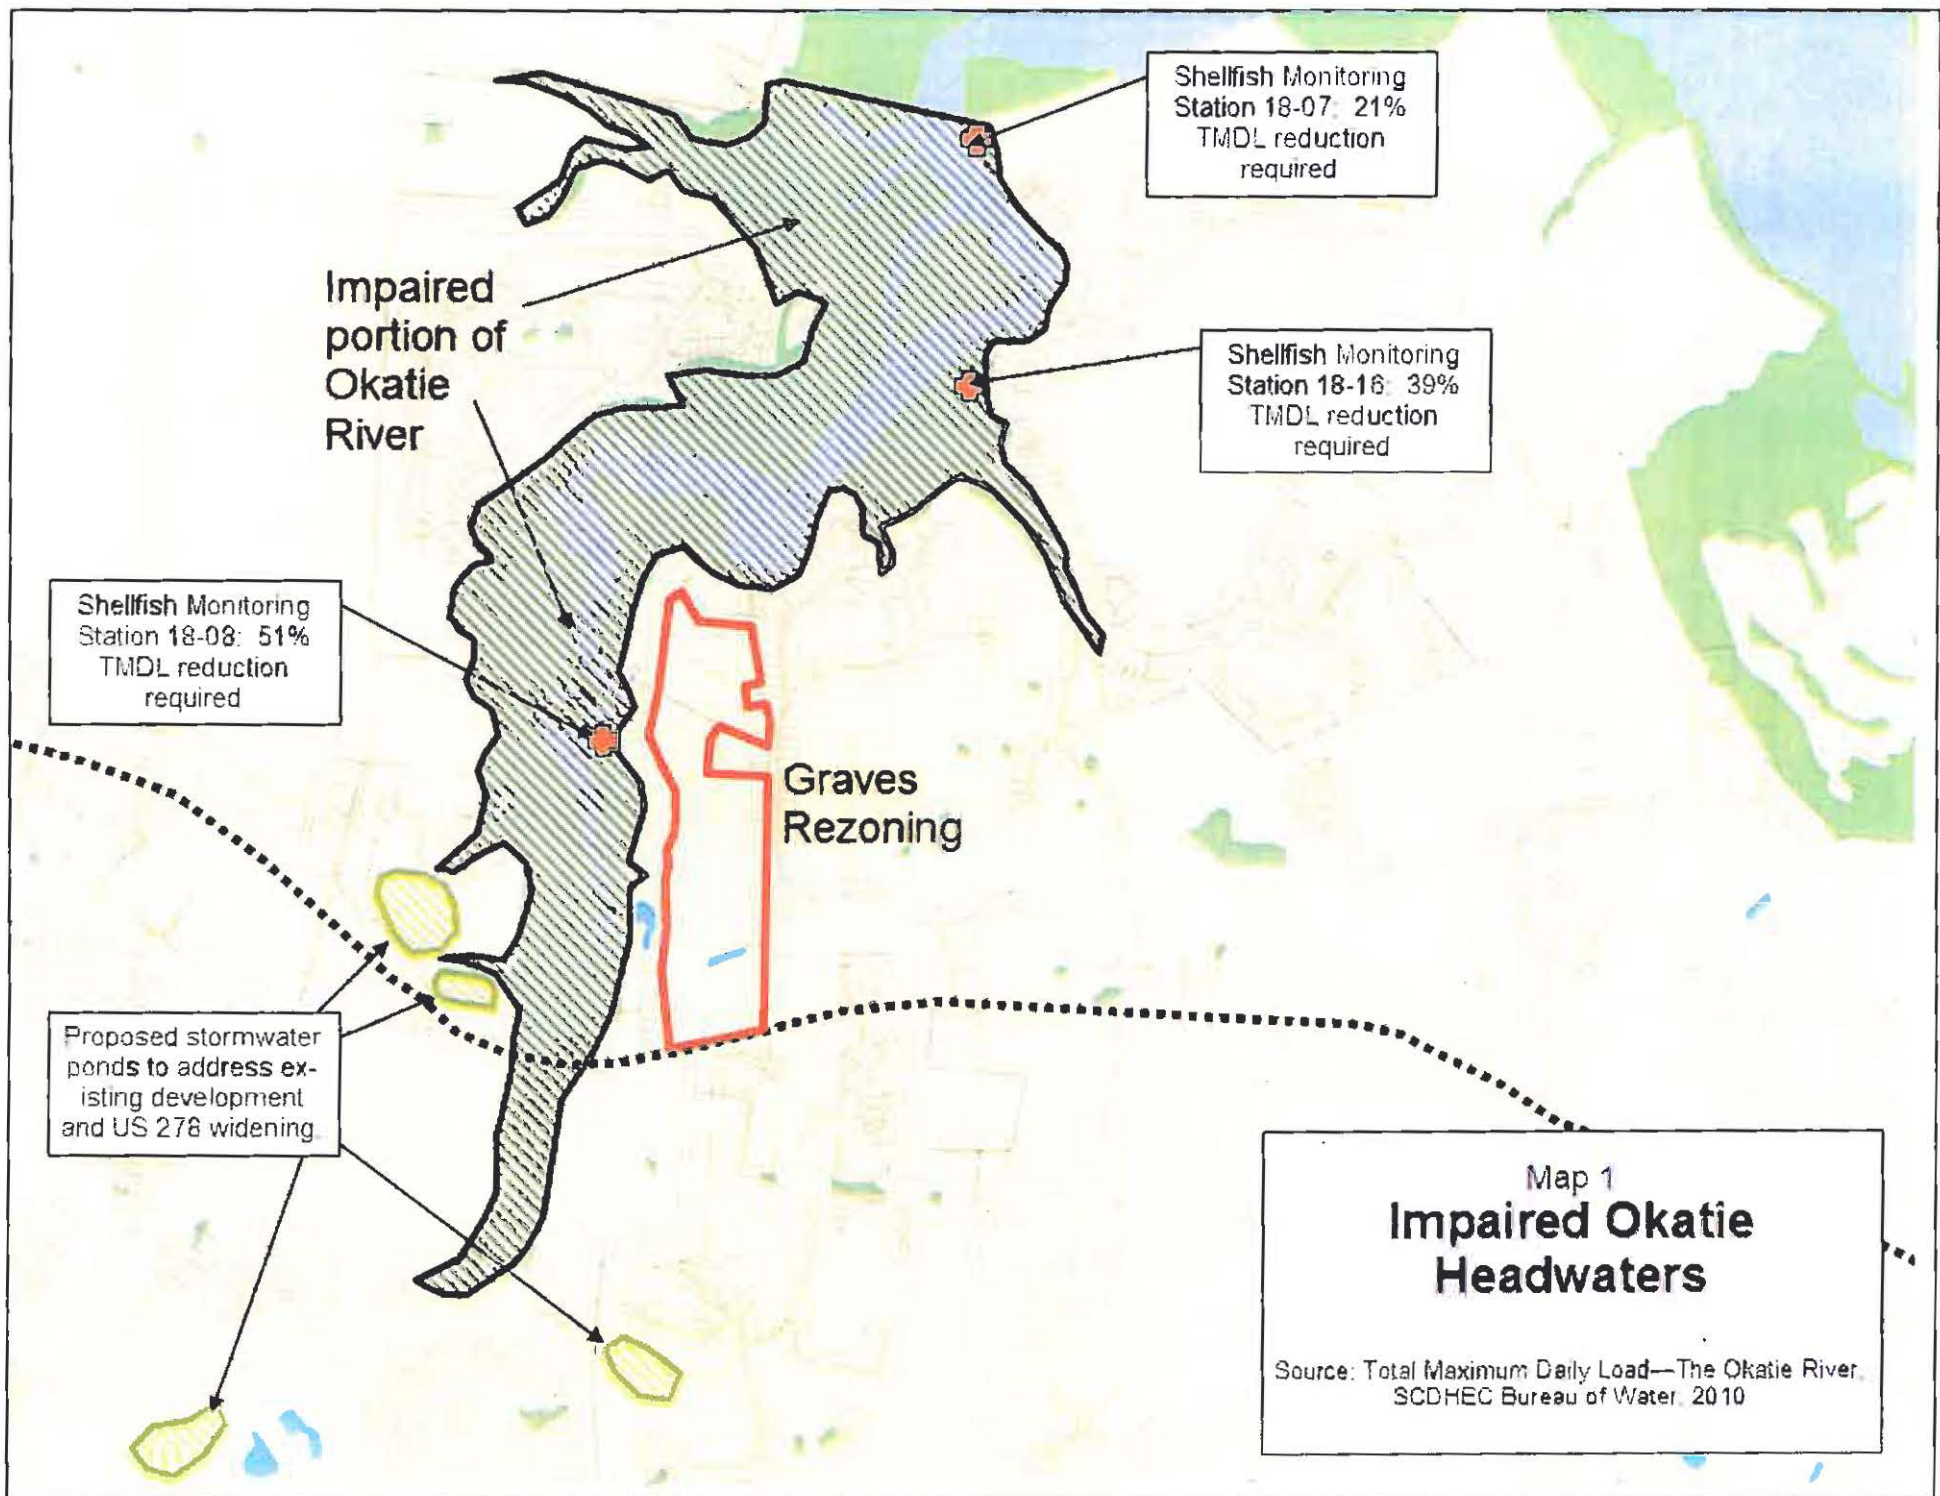 Shellfish Monitoring
Station 18-07: 21%
TMDL reduction
required
Impaired
portion of
Okatie
River
Shellfish Monitoring
Station 18-16: 39%
TMDL reduction
required
Shellfish Monitoring
Station 18-08: 51%
TMDL reduction
required
Graves
Rezoning
Proposed stormwater
ponds to address ex-
isting development
and US 278 widening.
Map 1
Impaired Okatie
Headwaters
Source: Total Maximum Daily Load—The Okatie River,
SCDHEC Bureau of Water, 2010